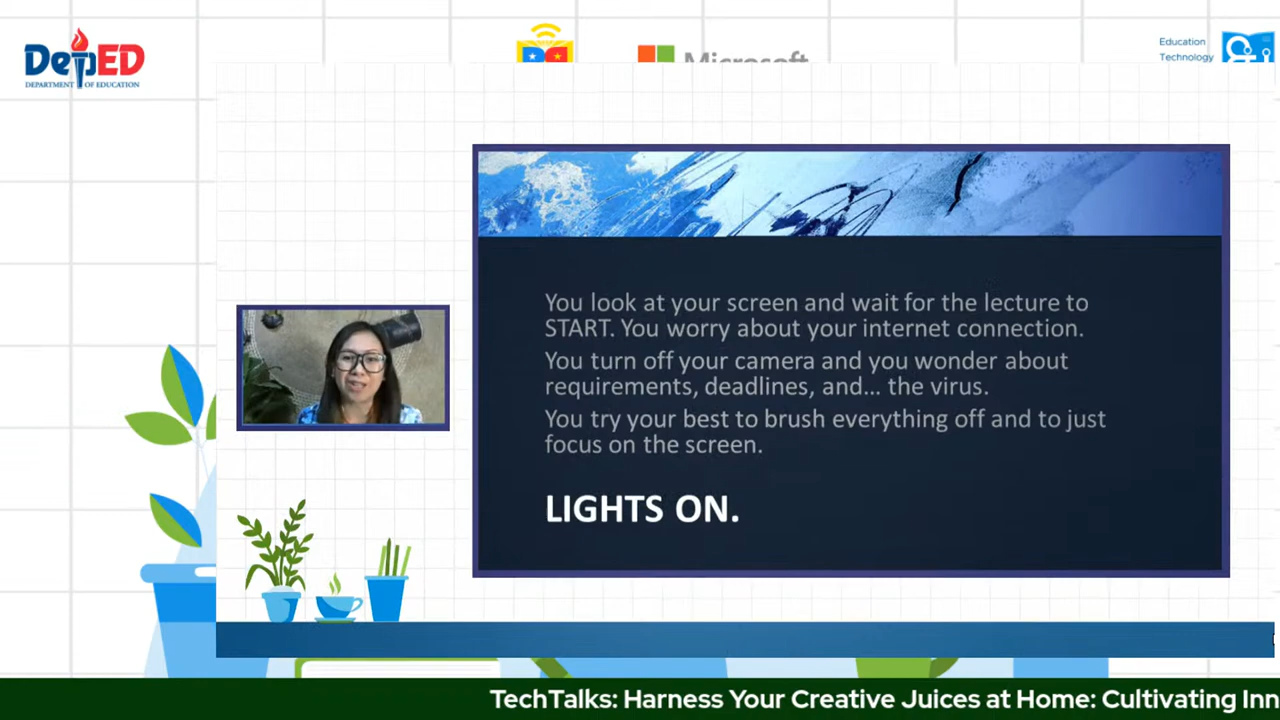 DepED
DEPARTMENT OF EDUCATION
Microsoft
Education
Technology
You look at your screen and wait for the lecture to
START. You worry about your internet connection.
You turn off your camera and you wonder about
requirements, deadlines, and... the virus.
You try your best to brush everything off and to just
focus on the screen.
LIGHTS ON.
TechTalks: Harness Your Creative Juices at Home: Cultivating Inn